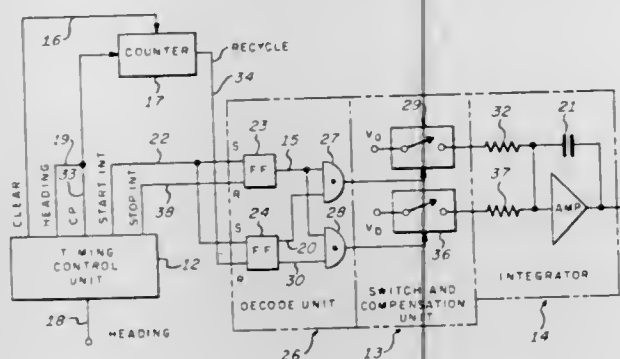 16
COUNTER
17
RECYCLE
34
CLEAR
HEADING
19
33
CP
START INT
STOP INT
22
38
T MING
CONTROL
UNIT
12
18
HEADING
S
23
FF
R
15
S
24
FF
R
20
30
27
28
DECODE UNIT
26
29
V0
V0
36
SWITCH AND
COMPENSATION
UNIT
13
32
37
21
AMP
INTEGRATOR
14